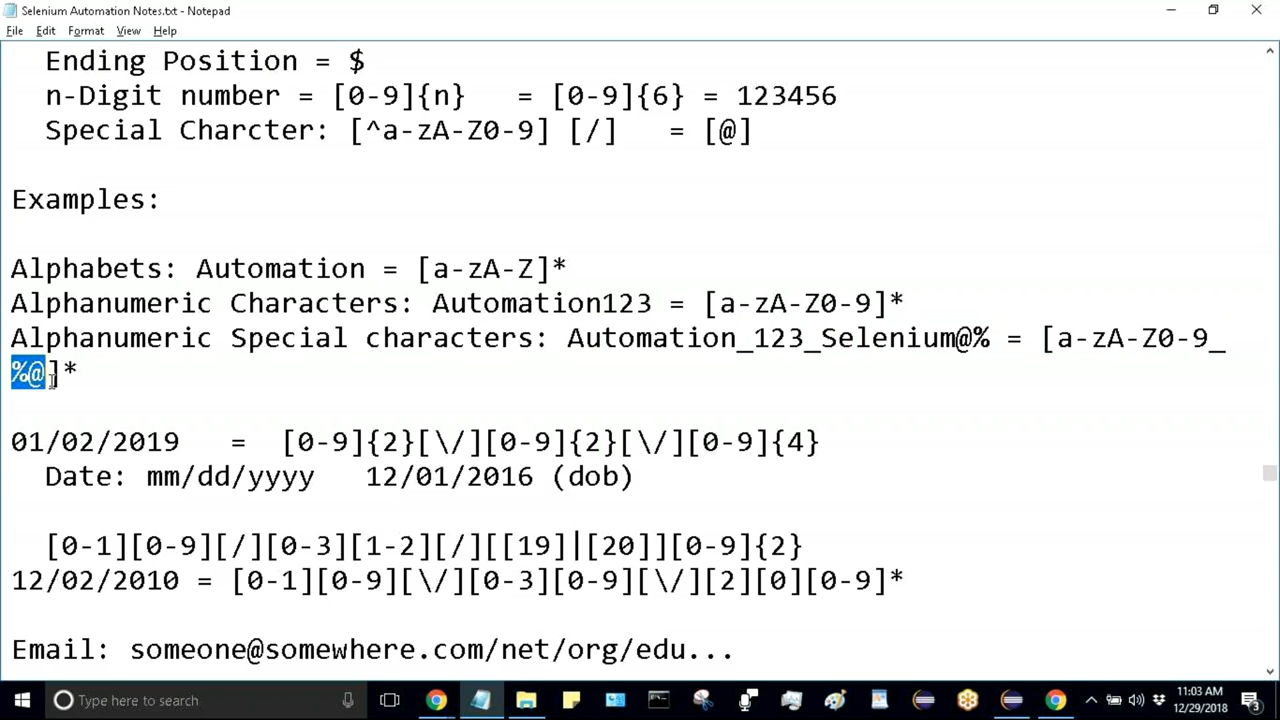 Selenium Automation Notes.txt - Notepad
File Edit Format View Help
Ending Position = $
n-Digit number = [0-9]{n} = [0-9]{6} = 123456
Special Charcter: [^a-zA-Z0-9] [/] = [@]
Examples:
Alphabets: Automation = [a-zA-Z]*
Alphanumeric Characters: Automation123 = [a-zA-Z0-9]*
Alphanumeric Special characters: Automation_123_Selenium@% = [a-zA-Z0-9_
%@]*
01/02/2019 = [0-9]{2}[\/][0-9]{2}[\/][0-9]{4}
Date: mm/dd/yyyy 12/01/2016 (dob)
[0-1][0-9][/][0-3][1-2][/][[19]|[20]][0-9]{2}
12/02/2010 = [0-1][0-9][\/][0-3][0-9][\/][2][0][0-9]*
Email: someone@somewhere.com/net/org/edu...
Type here to search
11:03 AM
12/29/2018
3